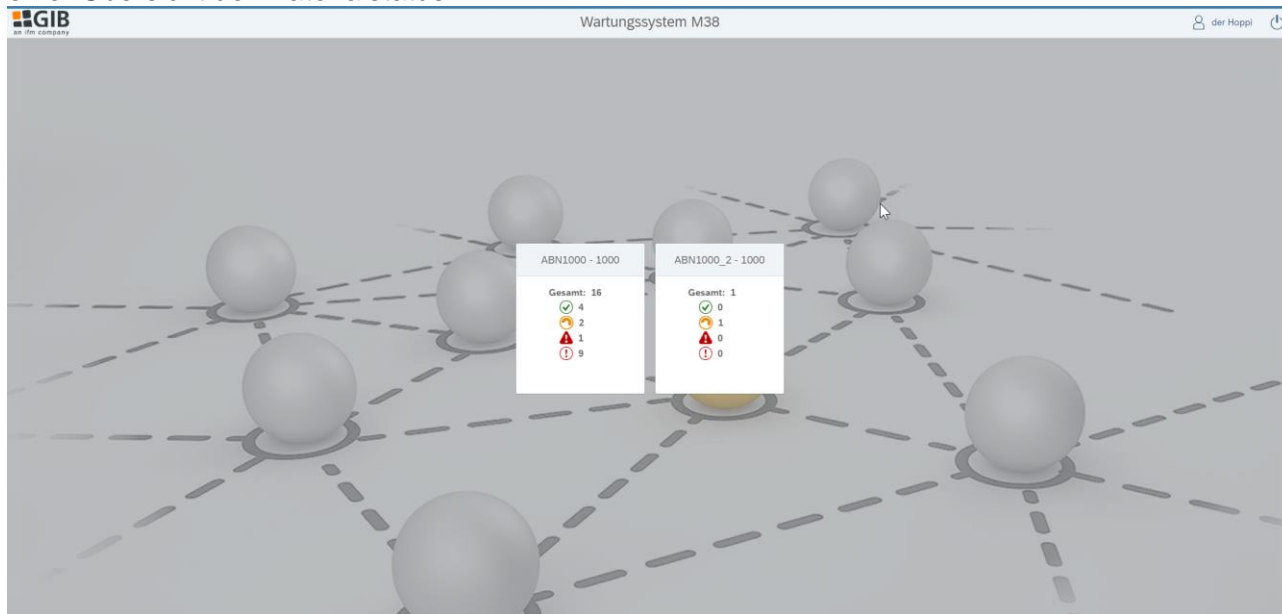 GIB
an ifm company
Wartungssystem M38
der Hoppi
ABN1000 - 1000
Gesamt: 16
4
2
1
9
ABN1000_2 - 1000
Gesamt: 1
0
1
0
0